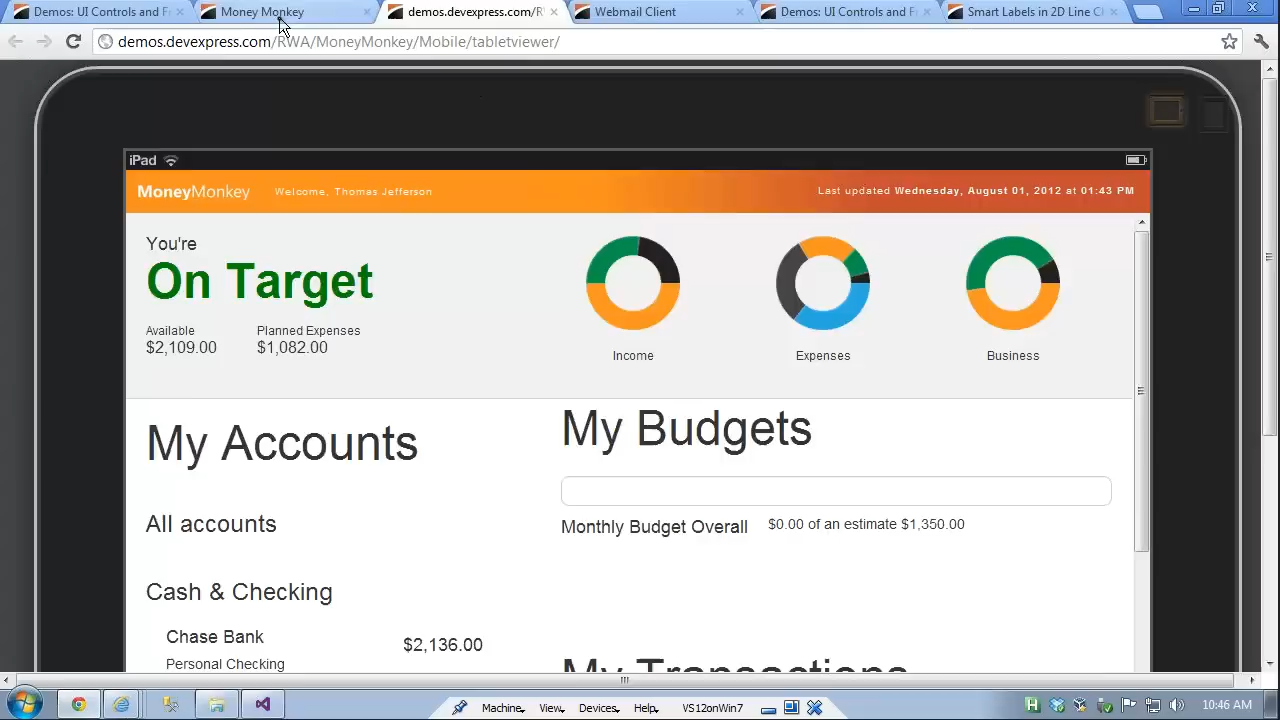 Demos: UI Controls and F
Money Monkey
demos.devexpress.com/R
Webmail Client
Demos: UI Controls and F
Smart Labels in 2D Line C
demos.devexpress.com/RWA/MoneyMonkey/Mobile/tabletviewer/
iPad
MoneyMonkey
Welcome, Thomas Jefferson
Last updated Wednesday, August 01, 2012 at 01:43 PM
You're
On Target
Available
$2,109.00
Planned Expenses
$1,082.00
Income
Expenses
Business
My Accounts
My Budgets
All accounts
Monthly Budget Overall
$0.00 of an estimate $1,350.00
Cash & Checking
Chase Bank
$2,136.00
Personal Checking
My Transactions
Machine
View
Devices
Help
VS12onWin7
10:46 AM